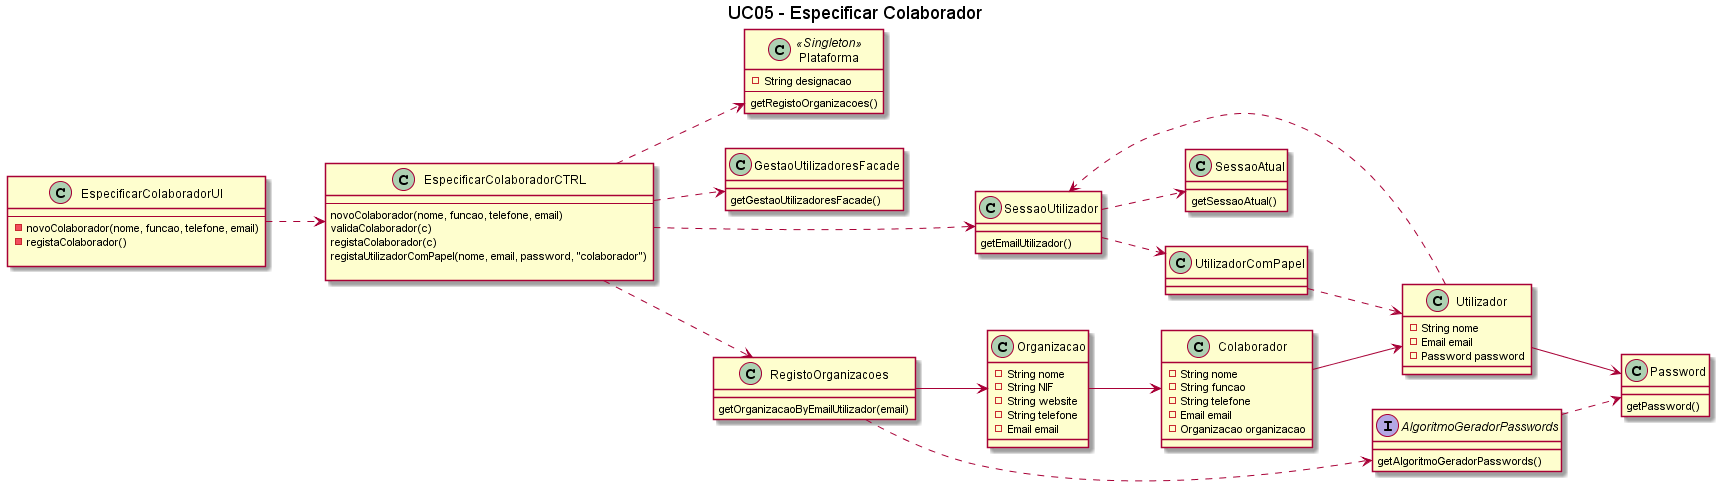 UC05 - Especificar Colaborador
C
«Singleton»
Plataforma
String designacao
getRegistoOrganizacoes()
C
GestaoUtilizadoresFacade
getGestaoUtilizadoresFacade()
C
SessaoAtual
getSessaoAtual()
C
EspecificarColaboradorUI
novoColaborador(nome, funcao, telefone, email)
registaColaborador()
C
EspecificarColaboradorCTRL
novoColaborador(nome, funcao, telefone, email)
validaColaborador(c)
registaColaborador(c)
registaUtilizadorComPapel(nome, email, password, "colaborador")
C
SessaoUtilizador
getEmailUtilizador()
C
UtilizadorComPapel
C
Utilizador
String nome
Email email
Password password
C
RegistoOrganizacoes
getOrganizacaoByEmailUtilizador(email)
C
Organizacao
String nome
String NIF
String website
String telefone
Email email
C
Colaborador
String nome
String funcao
String telefone
Email email
Organizacao organizacao
C
Password
getPassword()
I
AlgoritmoGeradorPasswords
getAlgoritmoGeradorPasswords()